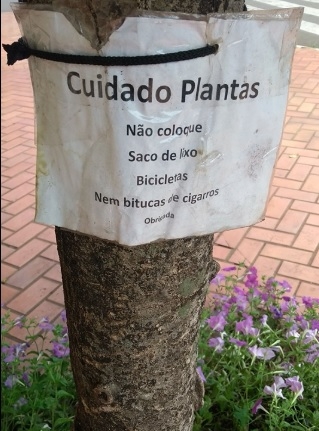 Cuidado Plantas
Não coloque
Saco de lixo
Bicicletas
Nem bitucas de cigarros
Obrigada